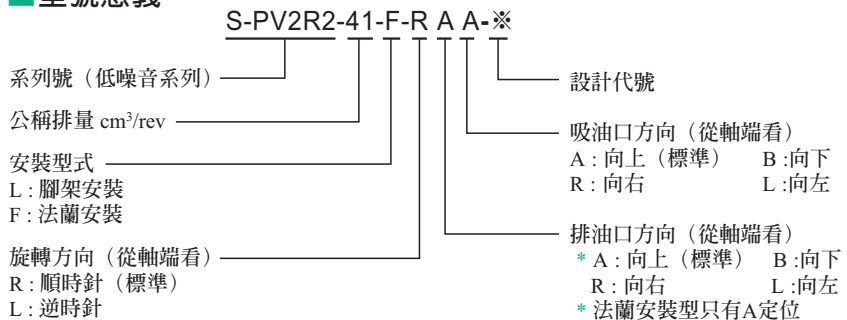 S-PV2R2-41-F-R A A-※
系列號（低噪音系列）
公稱排量 cm³/rev
安裝型式
L : 腳架安裝
F : 法蘭安裝
旋轉方向（從軸端看）
R : 順時針（標準）
L : 逆時針
設計代號
吸油口方向（從軸端看）
A : 向上（標準） B :向下
R : 向右 L :向左
排油口方向（從軸端看）
* A : 向上（標準） B :向下
R : 向右 L :向左
* 法蘭安裝型只有A定位